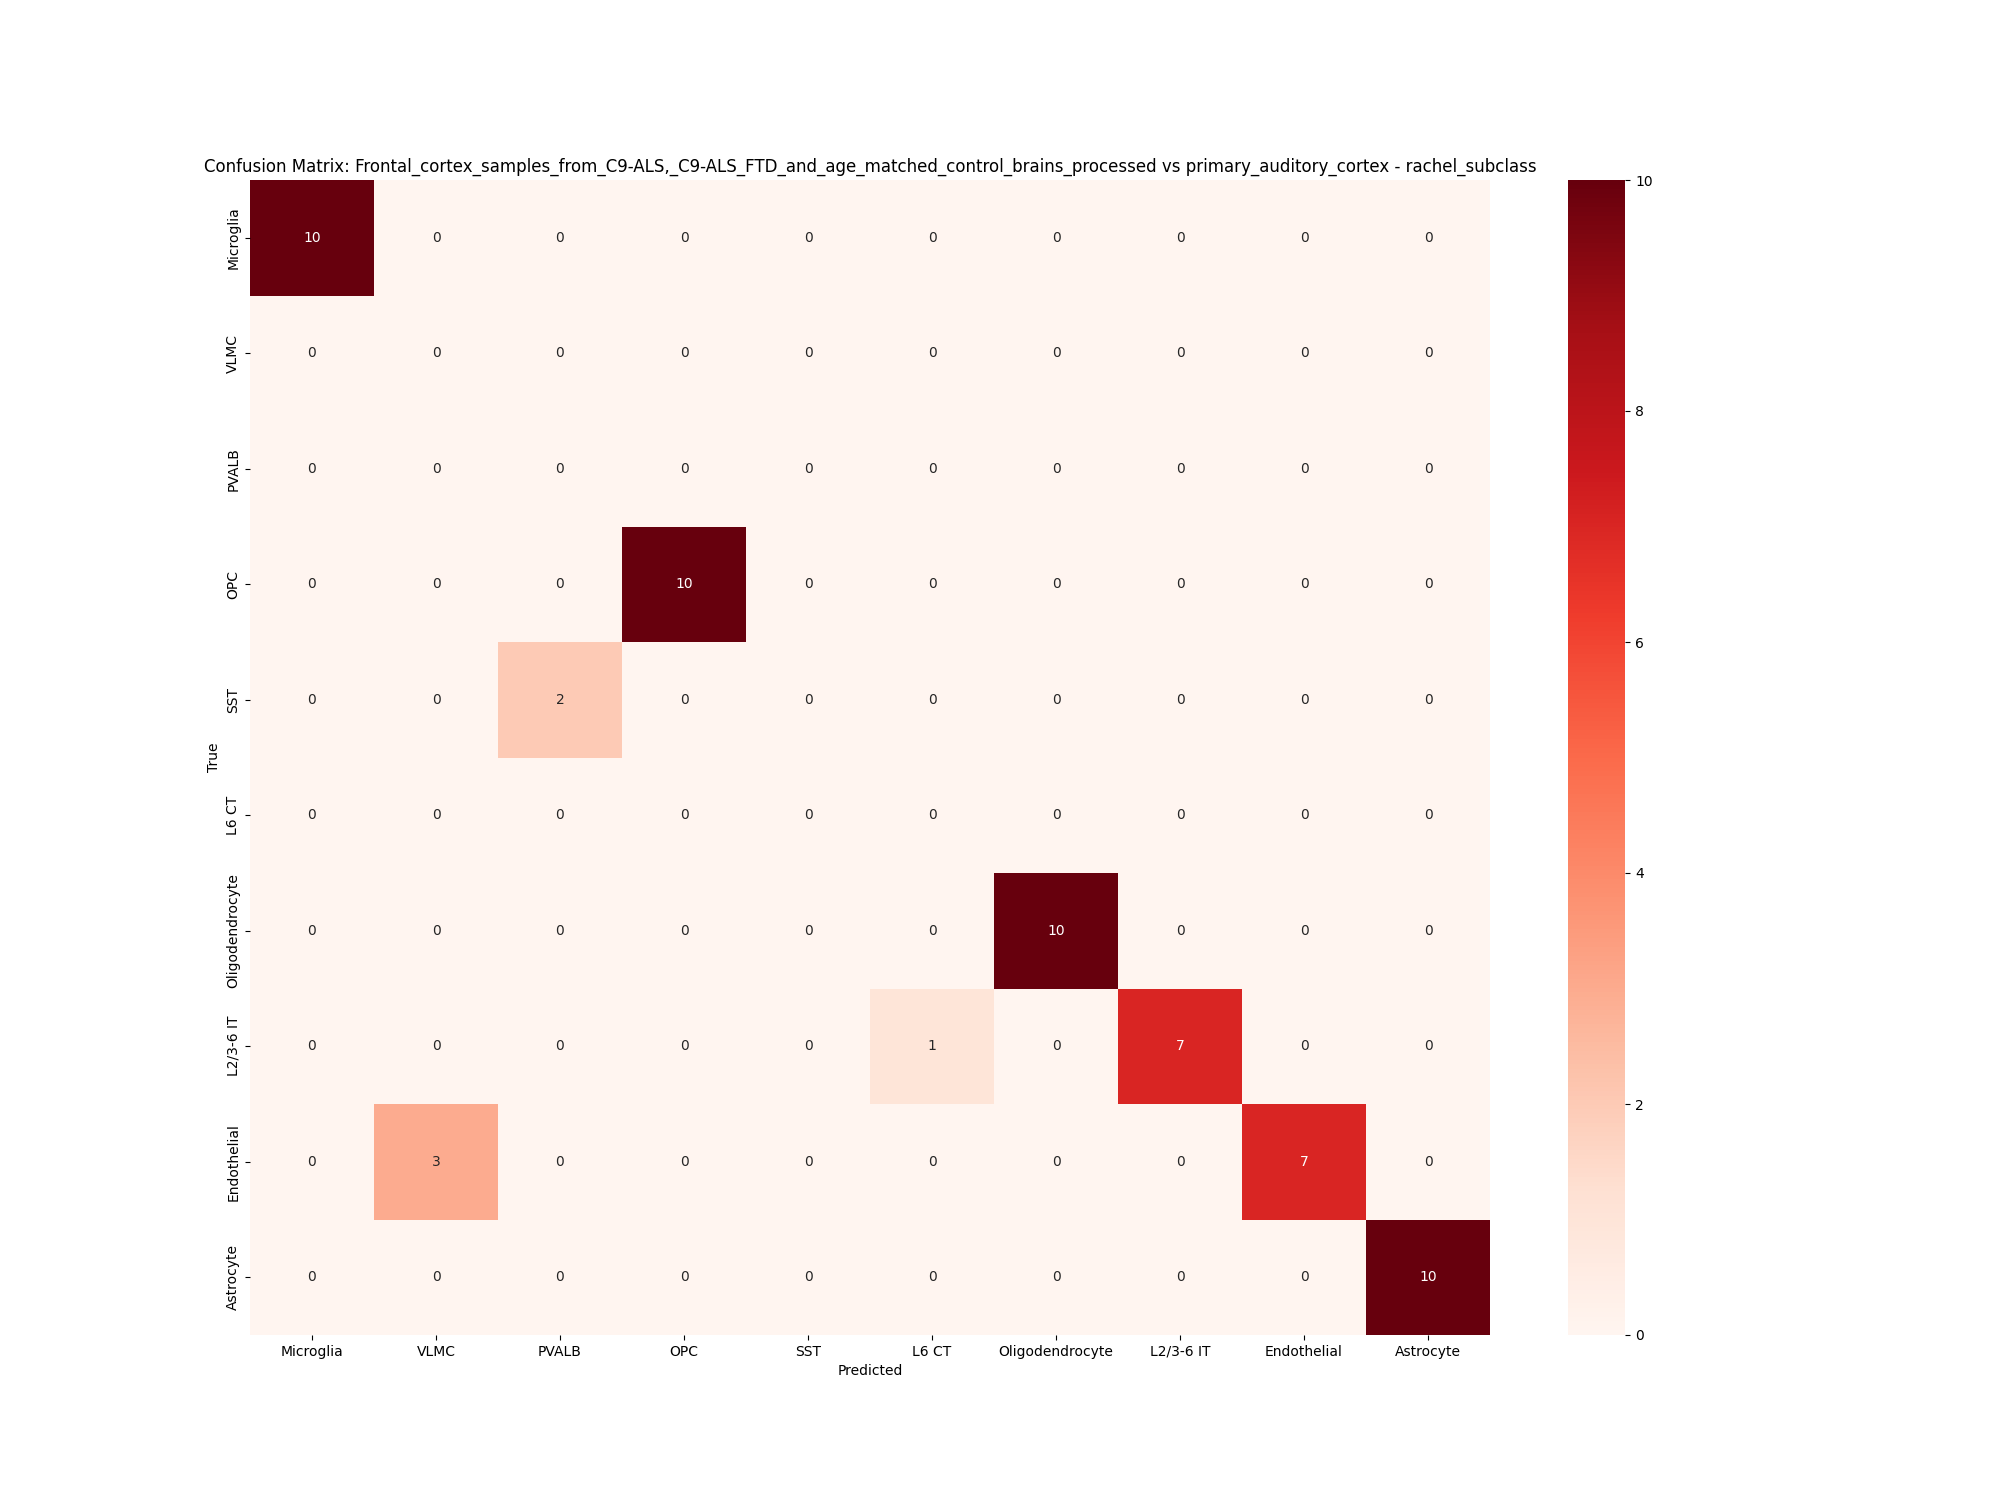 Confusion Matrix: Frontal_cortex_samples_from_C9-ALS,_C9-ALS_FTD_and_age_matched_control_brains_processed vs primary_auditory_cortex - rachel_subclass
Microglia 10 0 0 0 0 0 0 0 0 0
VLMC 0 0 0 0 0 0 0 0 0 0
PVALB 0 0 0 0 0 0 0 0 0 0
OPC 0 0 0 10 0 0 0 0 0 0
SST 0 0 2 0 0 0 0 0 0 0
L6 CT 0 0 0 0 0 0 0 0 0 0
Oligodendrocyte 0 0 0 0 0 0 10 0 0 0
L2/3-6 IT 0 0 0 0 0 1 0 7 0 0
Endothelial 0 3 0 0 0 0 0 0 7 0
Astrocyte 0 0 0 0 0 0 0 0 0 10
True
Microglia VLMC PVALB OPC SST L6 CT Oligodendrocyte L2/3-6 IT Endothelial Astrocyte
Predicted
10
8
6
4
2
0